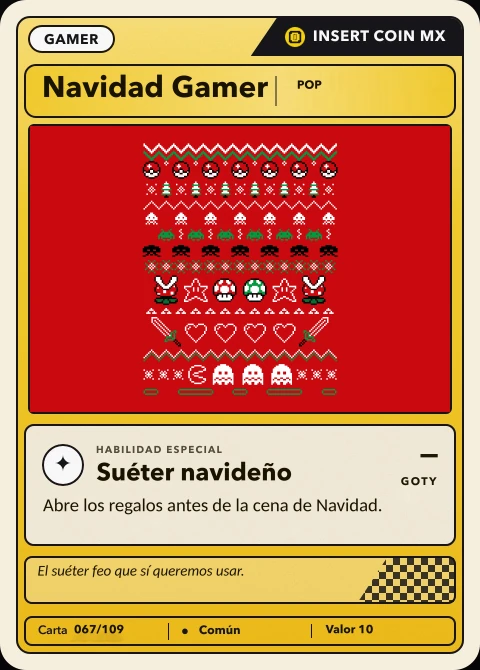 GAMER
INSERT COIN MX
Navidad Gamer
POP
HABILIDAD ESPECIAL
Suéter navideño
—
GOTY
Abre los regalos antes de la cena de Navidad.
El suéter feo que sí queremos usar.
Carta 067/109 • Común Valor 10